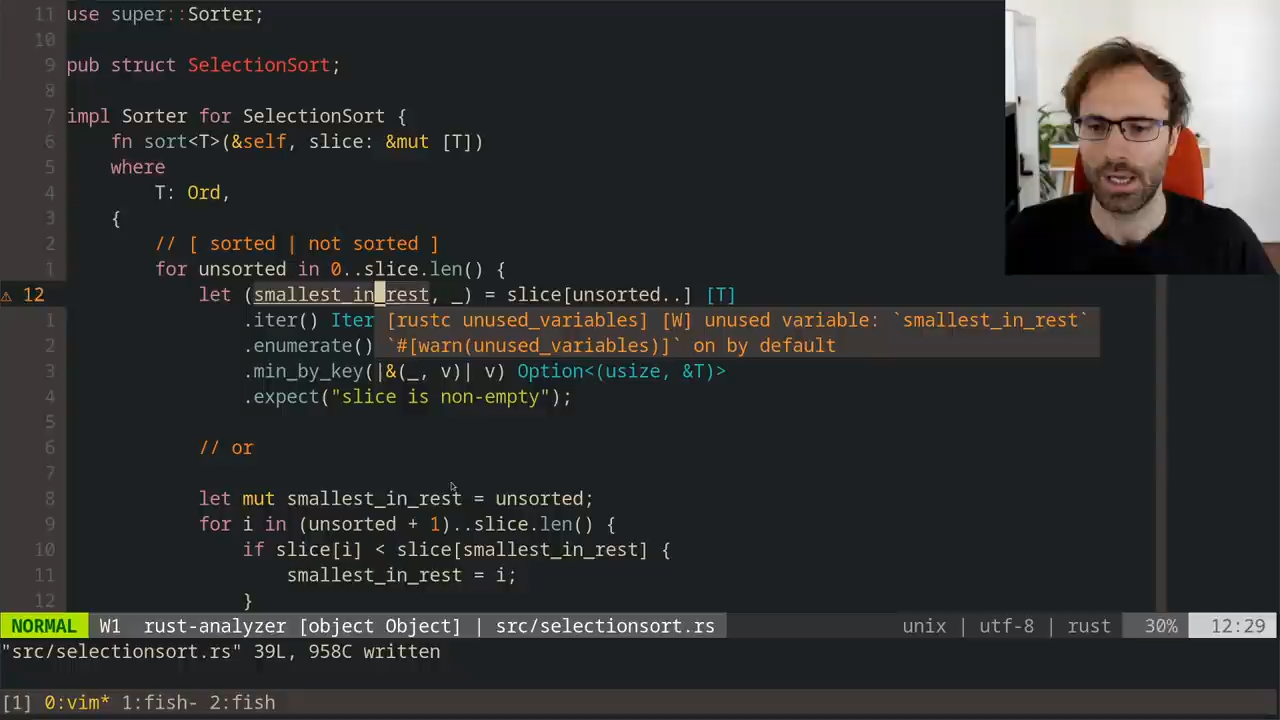 11 use super::Sorter;
10
9 pub struct SelectionSort;
8
7 impl Sorter for SelectionSort {
6 fn sort<T>(&self, slice: &mut [T])
5 where
4 T: Ord,
3 {
2 // [ sorted | not sorted ]
1 for unsorted in 0..slice.len() {
⚠ 12 let (smallest_in_rest, _) = slice[unsorted..] [T]
1 .iter() Iter [rustc unused_variables] [W] unused variable: `smallest_in_rest`
2 .enumerate() `#[warn(unused_variables)]` on by default
3 .min_by_key(|&(_, v)| v) Option<(usize, &T)>
4 .expect("slice is non-empty");
5
6 // or
7
8 let mut smallest_in_rest = unsorted;
9 for i in (unsorted + 1)..slice.len() {
10 if slice[i] < slice[smallest_in_rest] {
11 smallest_in_rest = i;
12 }
NORMAL W1 rust-analyzer [object Object] | src/selectionsort.rs unix | utf-8 | rust 30% 12:29
"src/selectionsort.rs" 39L, 958C written
[1] 0:vim* 1:fish- 2:fish